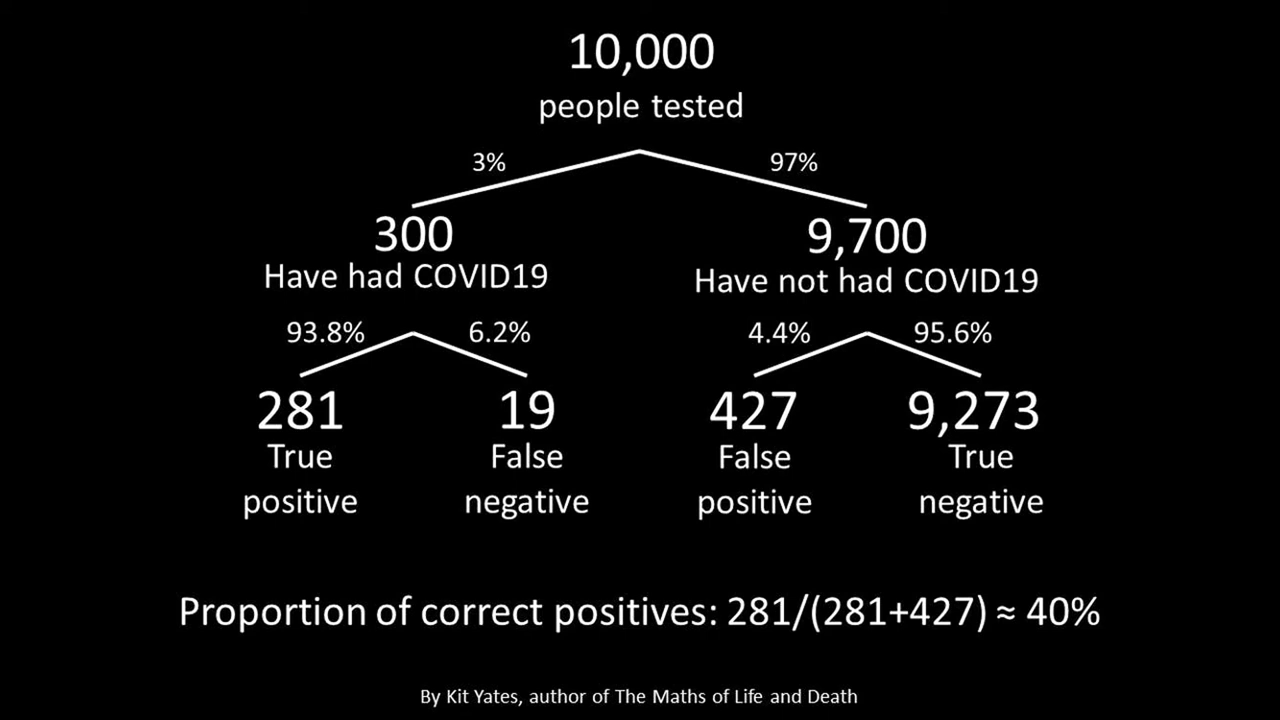 10,000
people tested
3%
97%
300
9,700
Have had COVID19
Have not had COVID19
93.8%
6.2%
4.4%
95.6%
281
19
427
9,273
True
False
False
True
positive
negative
positive
negative
Proportion of correct positives: 281/(281+427) ≈ 40%
By Kit Yates, author of The Maths of Life and Death